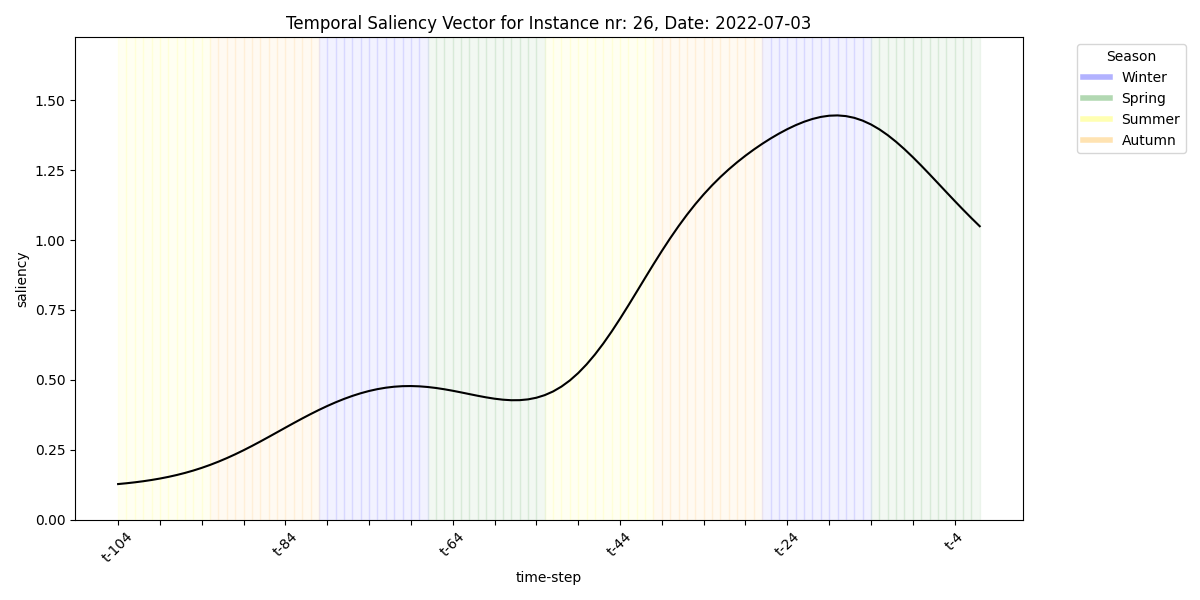 Temporal Saliency Vector for Instance nr: 26, Date: 2022-07-03
Season
Winter
Spring
Summer
Autumn
saliency
1.50
1.25
1.00
0.75
0.50
0.25
0.00
t-104
t-84
t-64
t-44
t-24
t-4
time-step